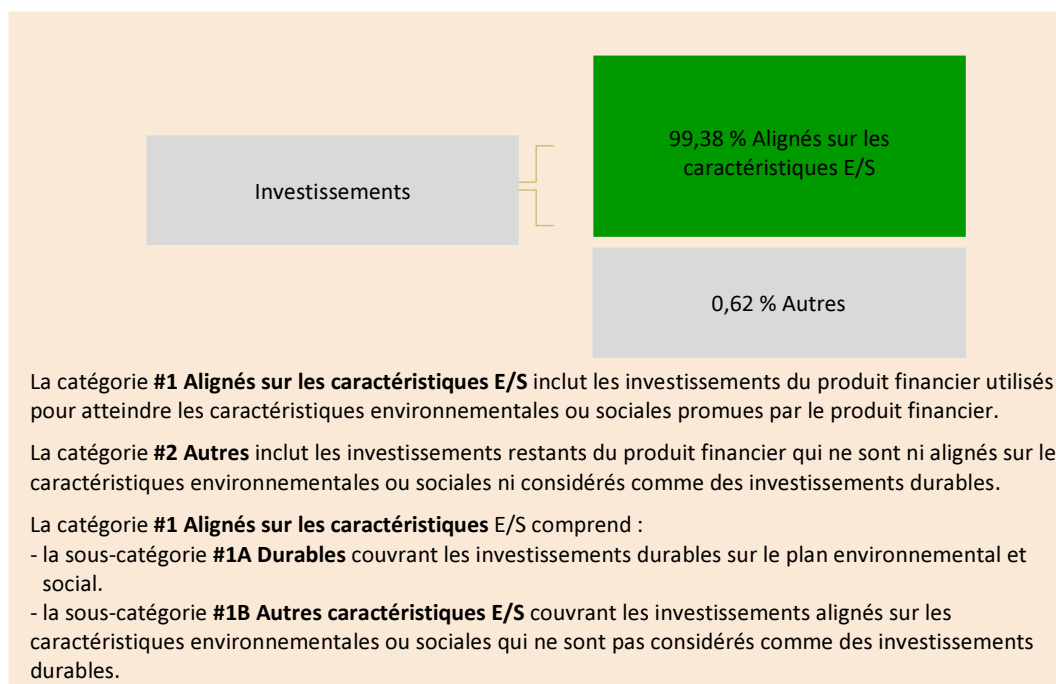 99,38 % Alignés sur les
caractéristiques E/S
Investissements
0,62 % Autres
La catégorie #1 Alignés sur les caractéristiques E/S inclut les investissements du produit financier utilisés
pour atteindre les caractéristiques environnementales ou sociales promues par le produit financier.
La catégorie #2 Autres inclut les investissements restants du produit financier qui ne sont ni alignés sur le
caractéristiques environnementales ou sociales ni considérés comme des investissements durables.
La catégorie #1 Alignés sur les caractéristiques E/S comprend :
- la sous-catégorie #1A Durables couvrant les investissements durables sur le plan environnemental et
social.
- la sous-catégorie #1B Autres caractéristiques E/S couvrant les investissements alignés sur les
caractéristiques environnementales ou sociales qui ne sont pas considérés comme des investissements
durables.